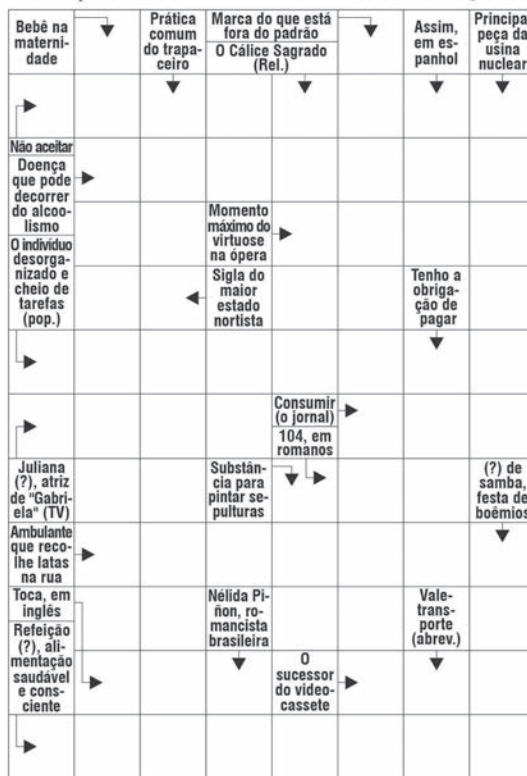 Bebê na
materni-
dade
Prática
comum
do trapa-
ceiro
Marca do que está
fora do padrão
O Cálice Sagrado
(Rel.)
Assim,
em es-
panhol
Principa
peça da
usina
nuclear
Não aceitar
Doença
que pode
decorrer
do alcoo-
lismo
O indivíduo
desorga-
nizado e
cheio de
tarefas
(pop.)
Momento
máximo do
virtuose
na ópera
Sigla do
maior
estado
nortista
Tenho a
obriga-
ção de
pagar
Consumir
(o jornal)
104, em
romanos
Juliana
(?), atriz
de "Gabri-
ela" (TV)
Substân-
cia para
pintar se-
pulturas
(?) de
samba,
festa de
boêmios
Ambulante
que reco-
lhe latas
na rua
Toca, em
inglês
Refeição
(?), ali-
mentação
saudável
e cons-
ciente
Nélida Pi-
ñon, ro-
mancista
brasileira
Vale-
trans-
porte
(abrev.)
O
sucessor
do video-
cassete